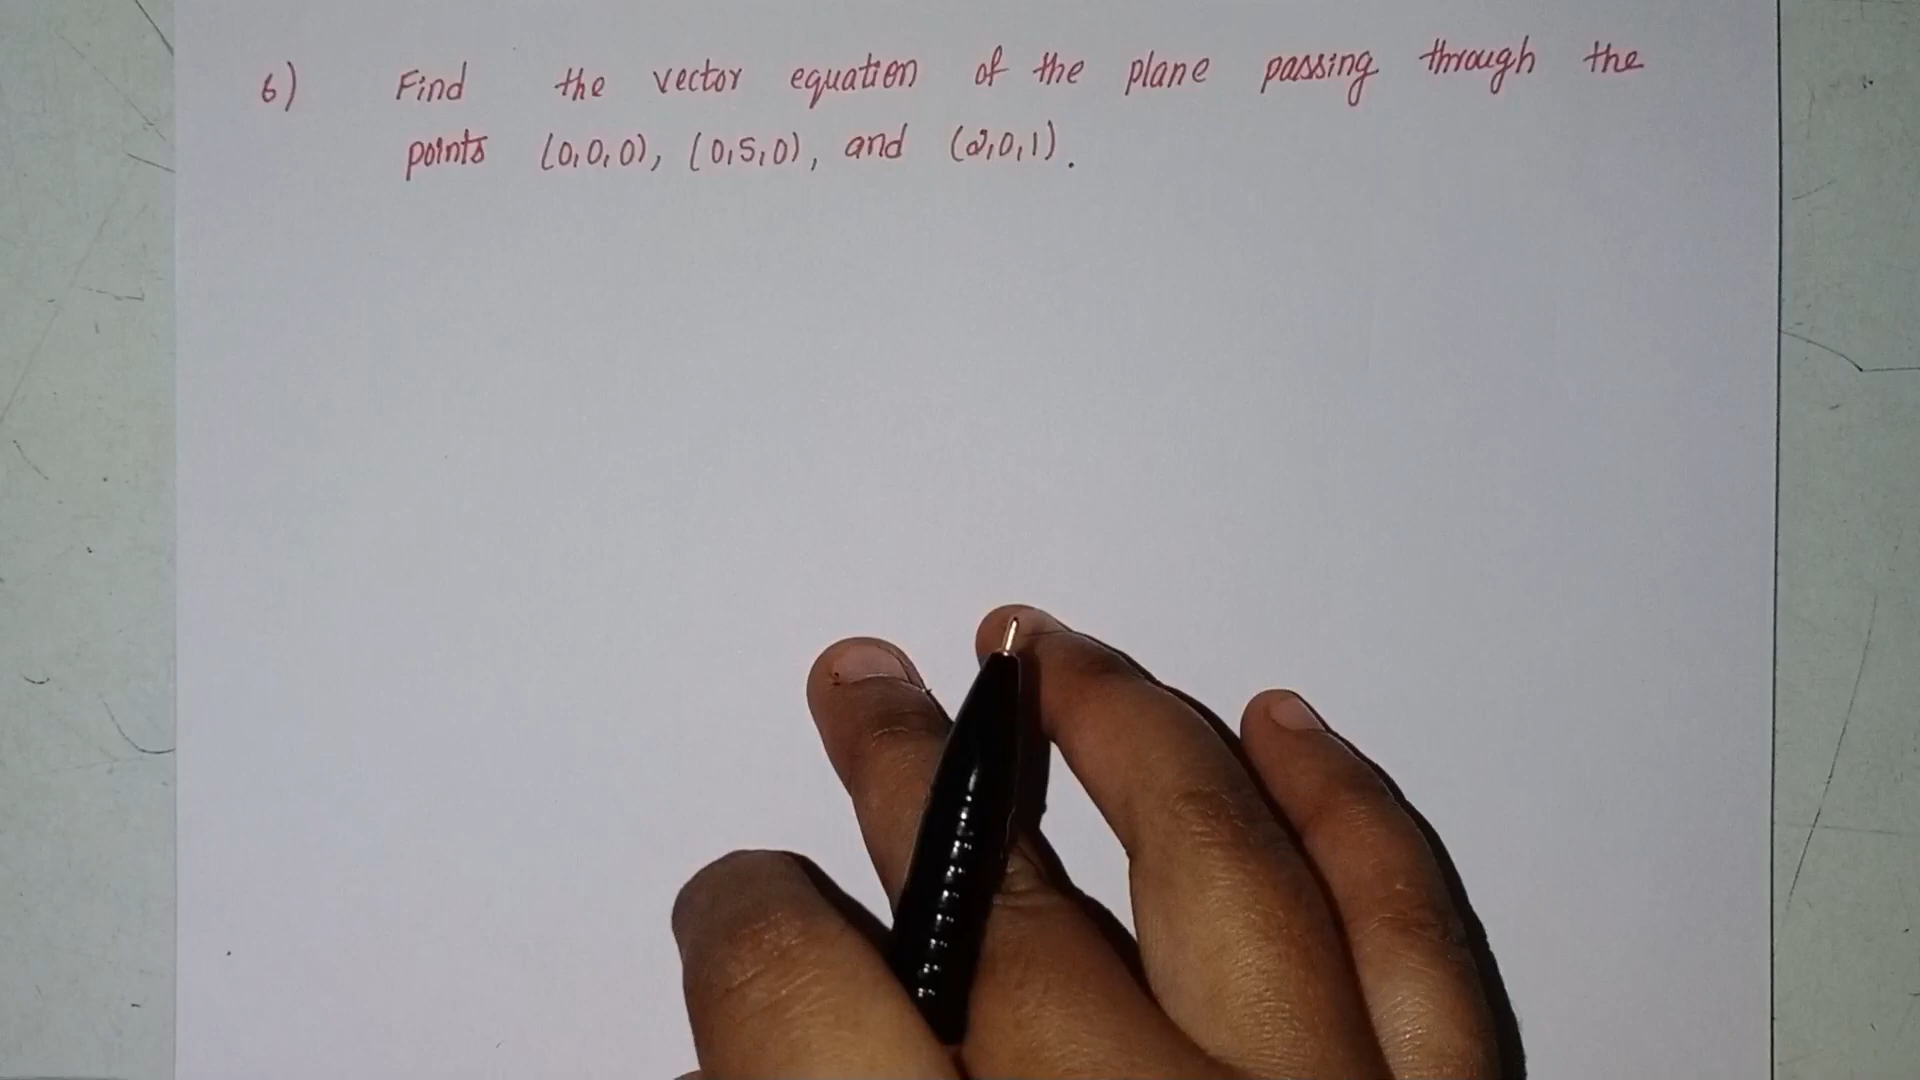 6) Find the vector equation of the plane passing through the
points (0,0,0), (0,5,0), and (2,0,1).